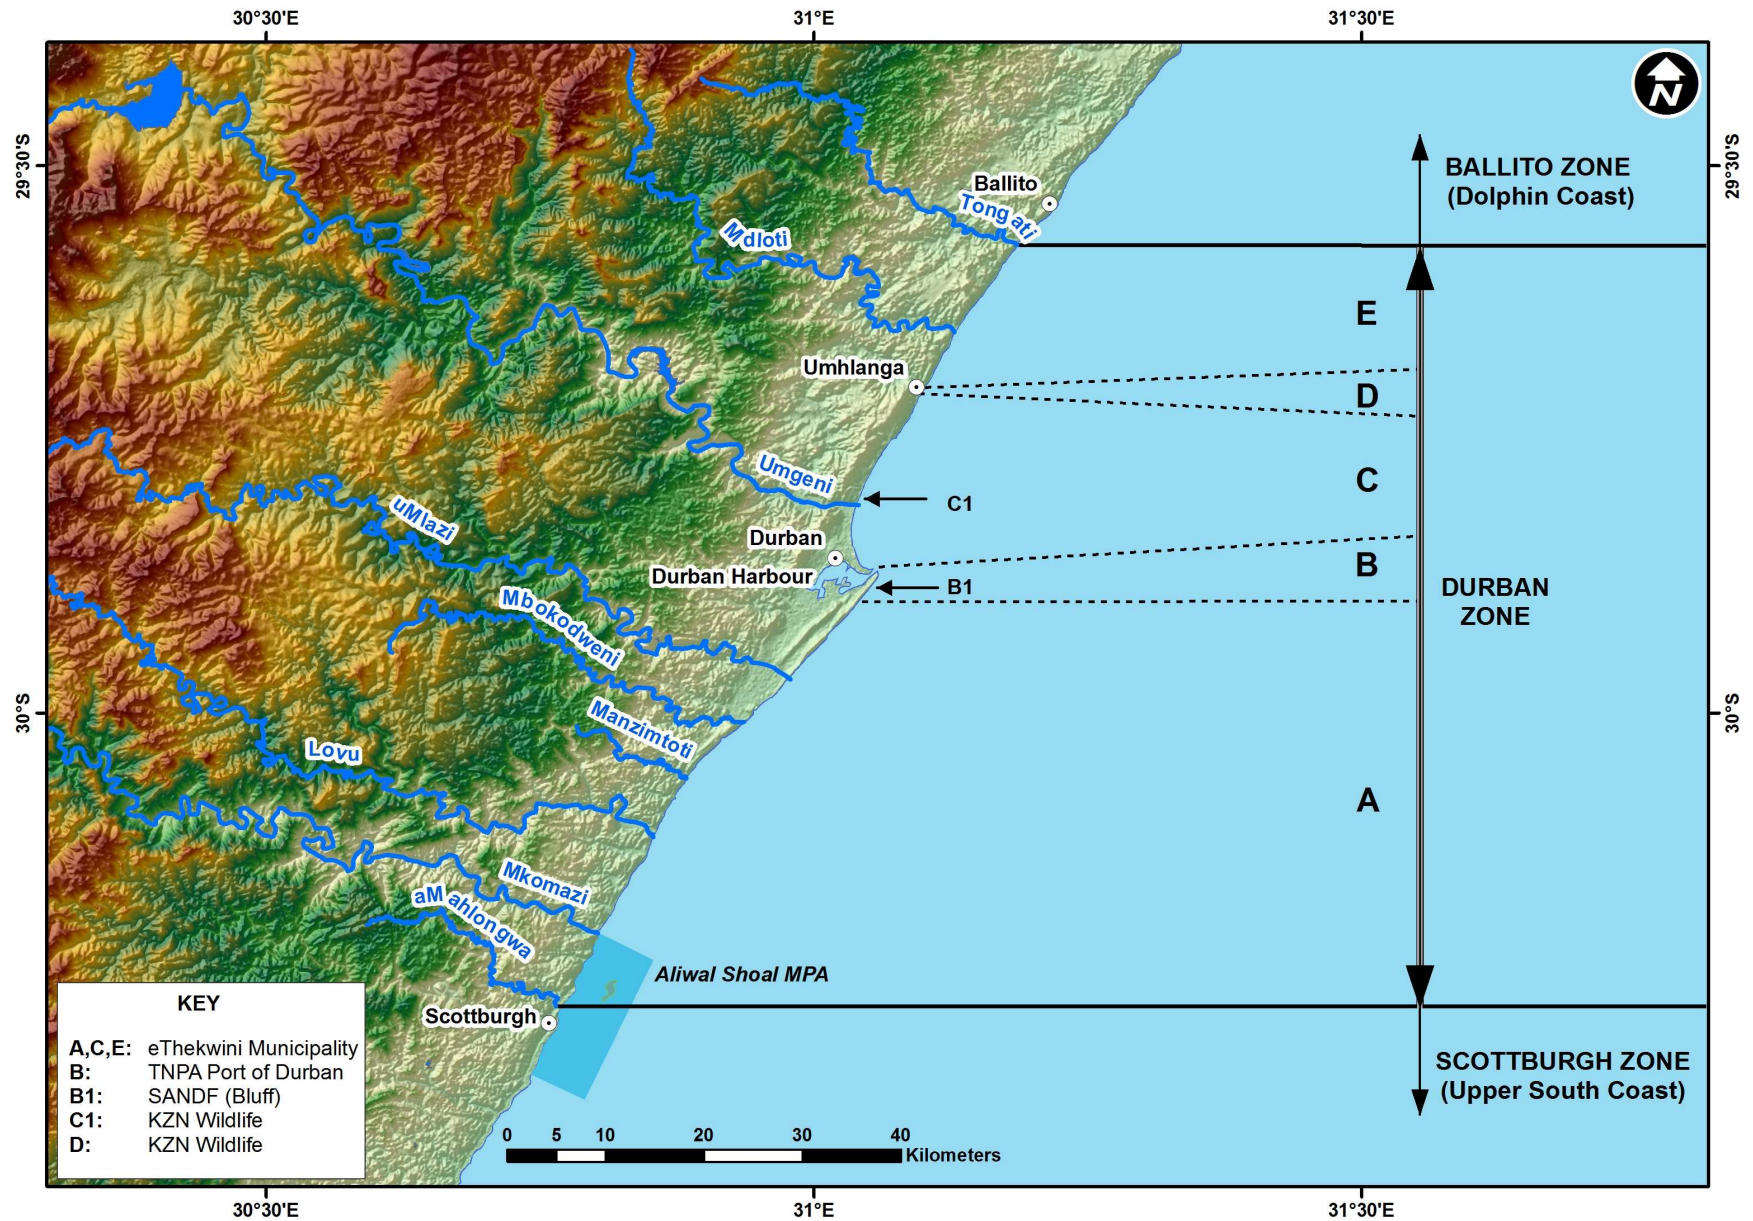 30°30'E
31°E
31°30'E
N
29°30'S
29°30'S
BALLITO ZONE
(Dolphin Coast)
Ballito
Tongati
Mdloti
E
Umhlanga
D
Umgeni
C
C1
uMlazi
Durban
B
Durban Harbour
B1
DURBAN
ZONE
Mbokodweni
30°S
30°S
Manzimtoti
Lovu
A
Mkomazi
aMahlongwa
Aliwal Shoal MPA
Scottburgh
SCOTTBURGH ZONE
(Upper South Coast)
KEY
A,C,E: eThekwini Municipality
B: TNPA Port of Durban
B1: SANDF (Bluff)
C1: KZN Wildlife
D: KZN Wildlife
0 5 10 20 30 40
Kilometers
30°30'E
31°E
31°30'E